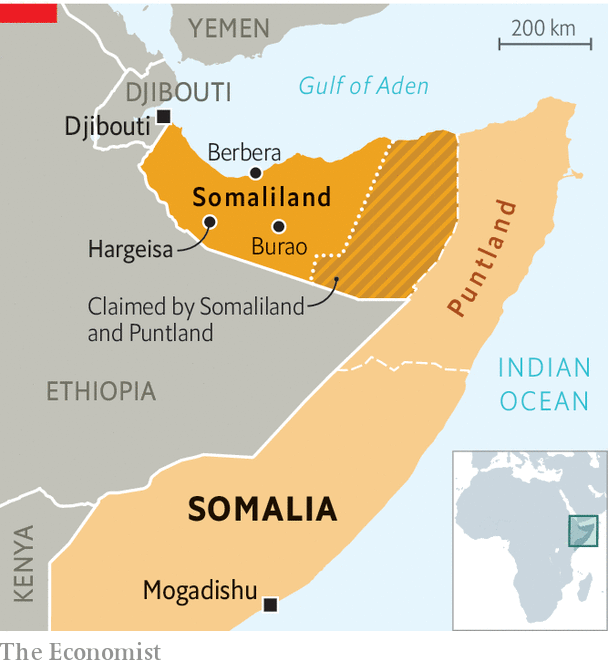 YEMEN
200 km
DJIBOUTI
Gulf of Aden
Djibouti
Berbera
Somaliland
Hargeisa
Burao
Puntland
Claimed by Somaliland
and Puntland
INDIAN
OCEAN
ETHIOPIA
SOMALIA
KENYA
Mogadishu
The Economist